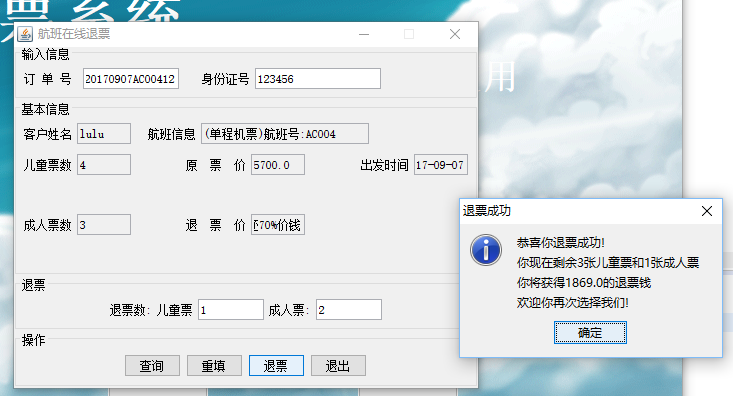 票系统
航班在线退票
用
输入信息
订 单 号 20170907AC00412 身份证号 123456
基本信息
客户姓名 lulu 航班信息 (单程机票)航班号:AC004
儿童票数 4 原 票 价 5700.0 出发时间 17-09-07
成人票数 3 退 票 价 70%价钱
退票
退票数: 儿童票 1 成人票: 2
操作
查询 重填 退票 退出
退票成功
恭喜你退票成功!
你现在剩余3张儿童票和1张成人票
你将获得1869.0的退票钱
欢迎你再次选择我们!
确定